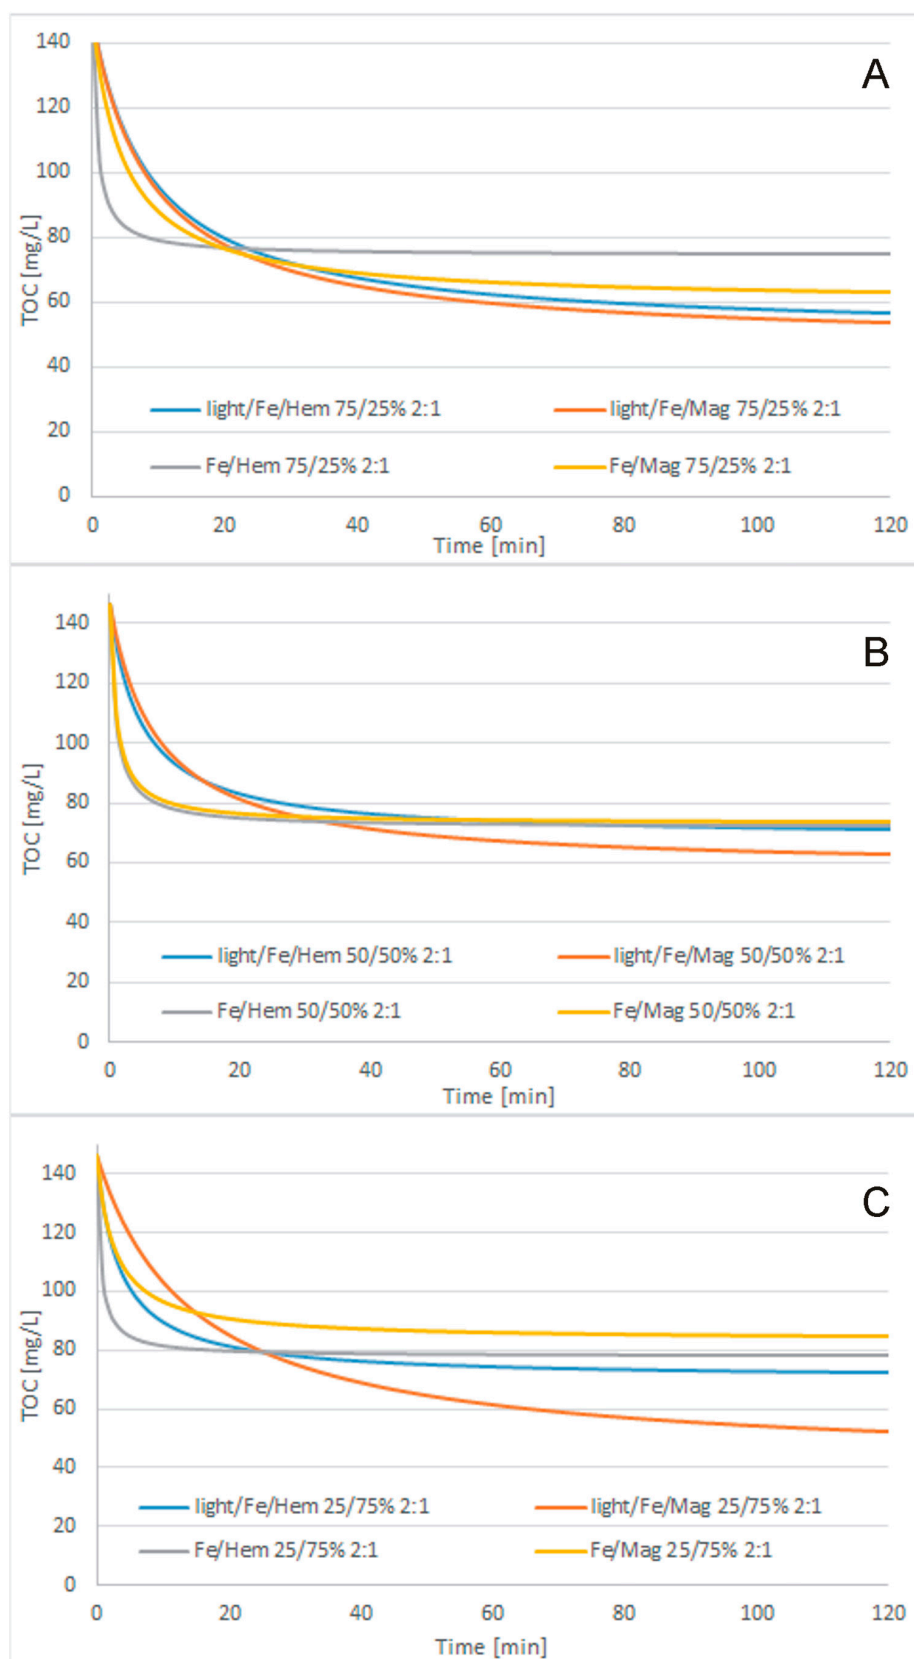 A
140
120
100
80
60
40
20
0
TOC [mg/L]
light/Fe/Hem 75/25% 2:1 light/Fe/Mag 75/25% 2:1
Fe/Hem 75/25% 2:1 Fe/Mag 75/25% 2:1
0 20 40 60 80 100 120
Time [min]
B
140
120
100
80
60
40
20
0
TOC [mg/L]
light/Fe/Hem 50/50% 2:1 light/Fe/Mag 50/50% 2:1
Fe/Hem 50/50% 2:1 Fe/Mag 50/50% 2:1
0 20 40 60 80 100 120
Time [min]
C
140
120
100
80
60
40
20
0
TOC [mg/L]
light/Fe/Hem 25/75% 2:1 light/Fe/Mag 25/75% 2:1
Fe/Hem 25/75% 2:1 Fe/Mag 25/75% 2:1
0 20 40 60 80 100 120
Time [min]